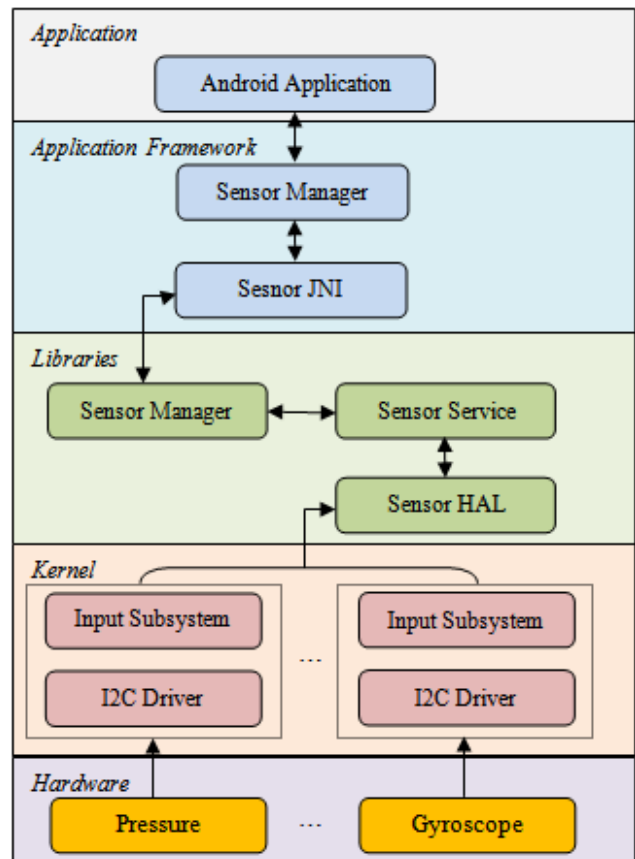 Application
Android Application
Application Framework
Sensor Manager
Sesnor JNI
Libraries
Sensor Manager
Sensor Service
Sensor HAL
Kernel
Input Subsystem
Input Subsystem
...
I2C Driver
I2C Driver
Hardware
Pressure
...
Gyroscope